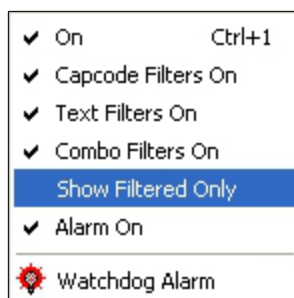 On Ctrl+1
Capcode Filters On
Text Filters On
Combo Filters On
Show Filtered Only
Alarm On
Watchdog Alarm